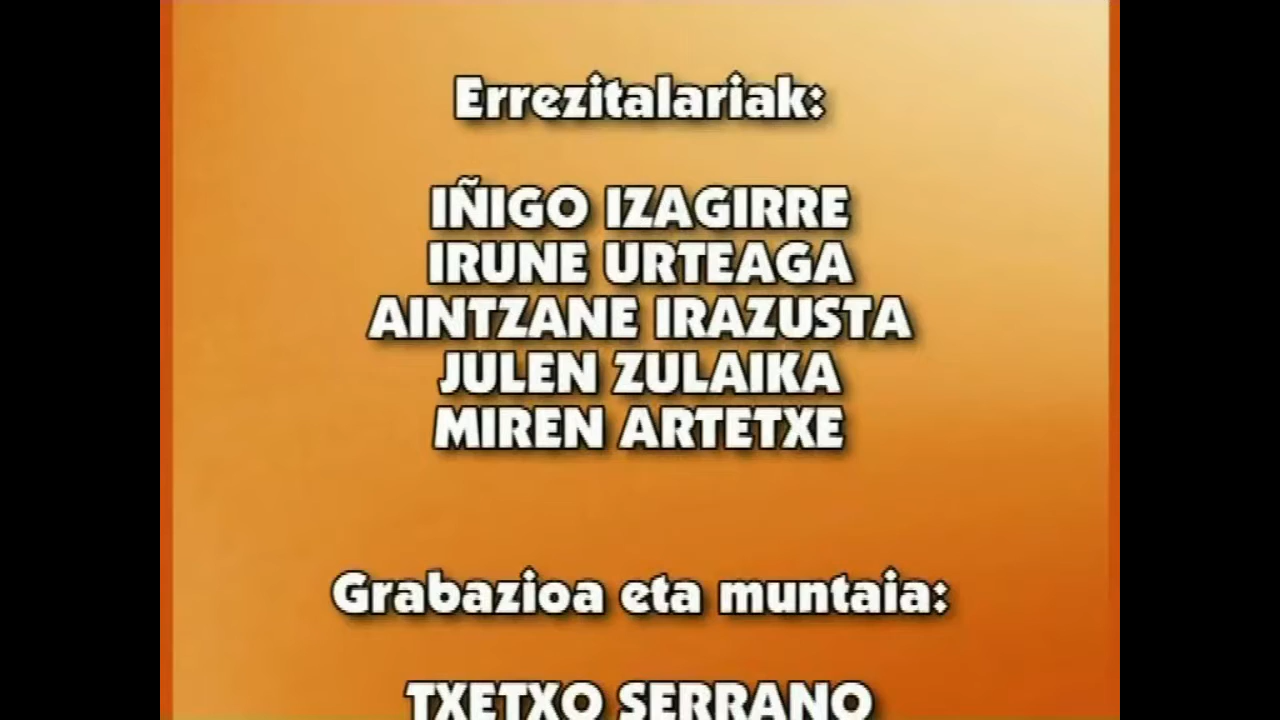 Errezitalariak:
IÑIGO IZAGIRRE
IRUNE URTEAGA
AINTZANE IRAZUSTA
JULEN ZULAIKA
MIREN ARTETXE
Grabazioa eta muntaia:
TXETXO SERRANO